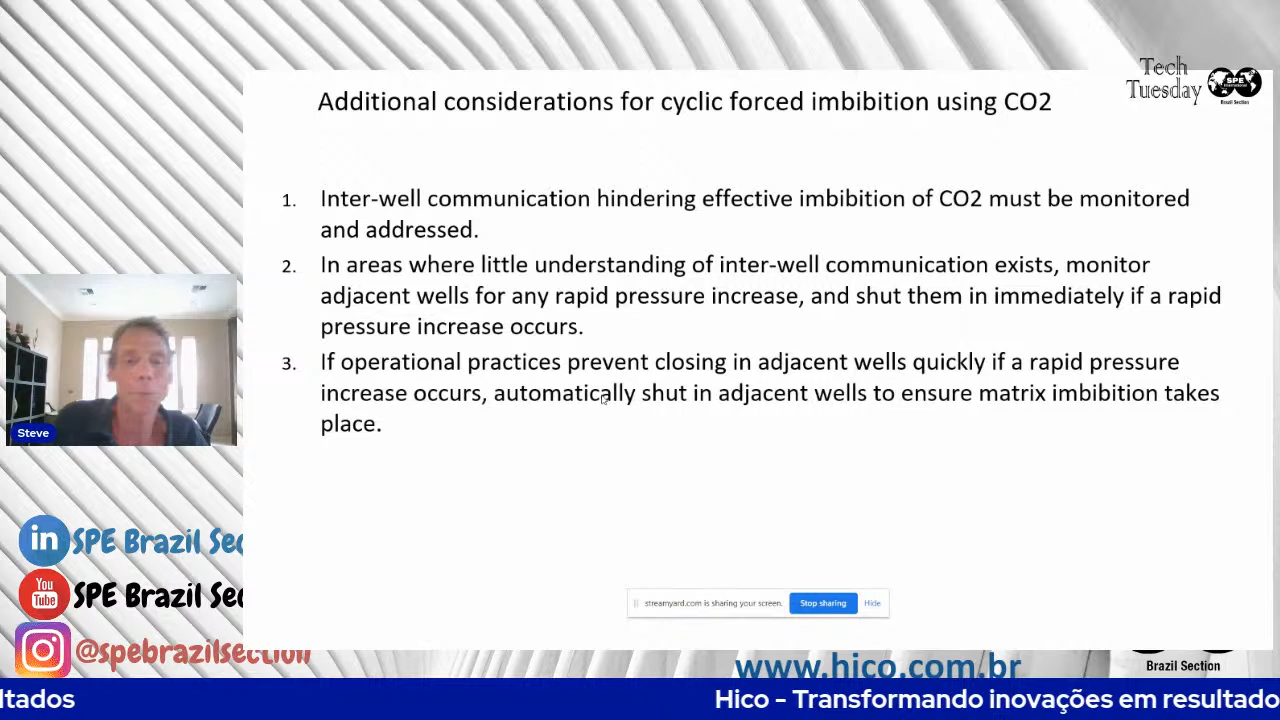 Tech
Tuesday
SPE
Brazil Section
Additional considerations for cyclic forced imbibition using CO2
1. Inter-well communication hindering effective imbibition of CO2 must be monitored
and addressed.
2. In areas where little understanding of inter-well communication exists, monitor
adjacent wells for any rapid pressure increase, and shut them in immediately if a rapid
pressure increase occurs.
3. If operational practices prevent closing in adjacent wells quickly if a rapid pressure
increase occurs, automatically shut in adjacent wells to ensure matrix imbibition takes
place.
Steve
in SPE Brazil Sec
You Tube SPE Brazil Sec
@spebrazilsection
streamyard.com is sharing your screen. Stop sharing Hide
www.hico.com.br
Brazil Section
ltados Hico - Transformando inovações em resultado